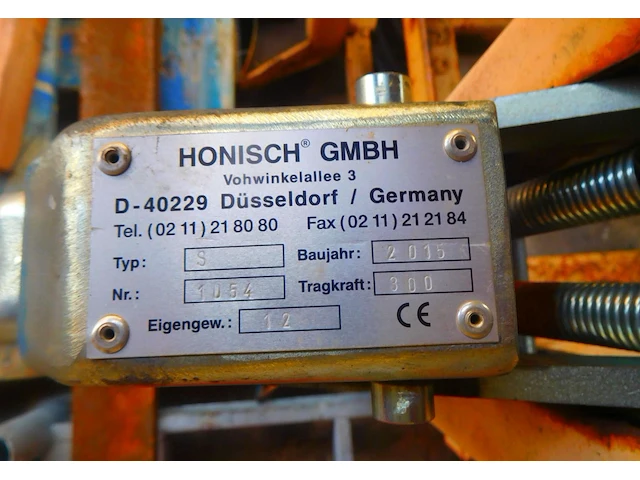 HONISCH® GMBH
Vohwinkelallee 3
D-40229 Düsseldorf / Germany
Tel. (02 11) 21 80 80 Fax (02 11) 21 21 84
Typ: S Baujahr: 2015
Nr.: 1054 Tragkraft: 300
Eigengew.: 12 CE